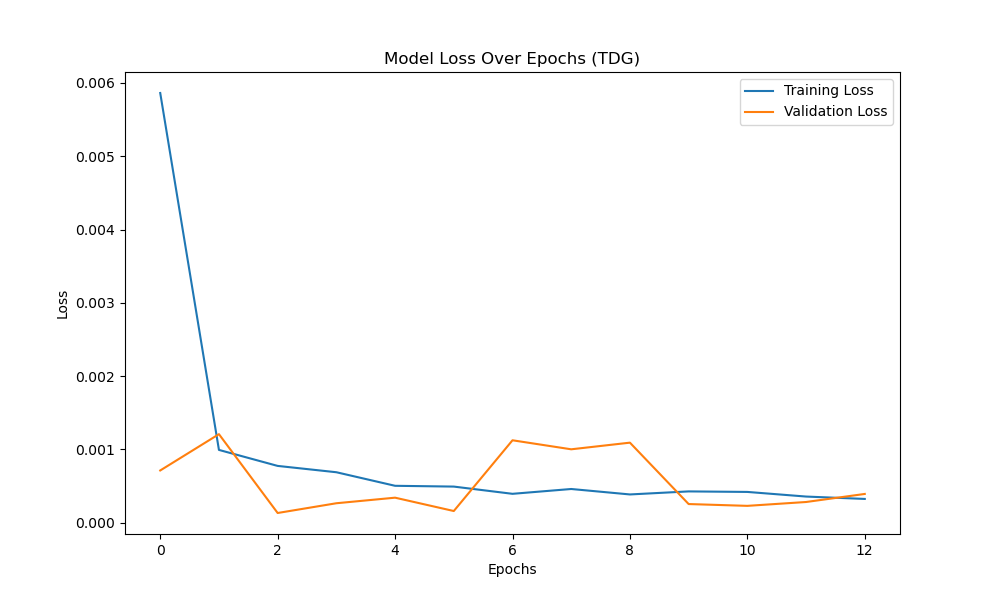 Model Loss Over Epochs (TDG)
Training Loss
Validation Loss
0.006
0.005
0.004
0.003
0.002
0.001
0.000
Loss
0 2 4 6 8 10 12
Epochs